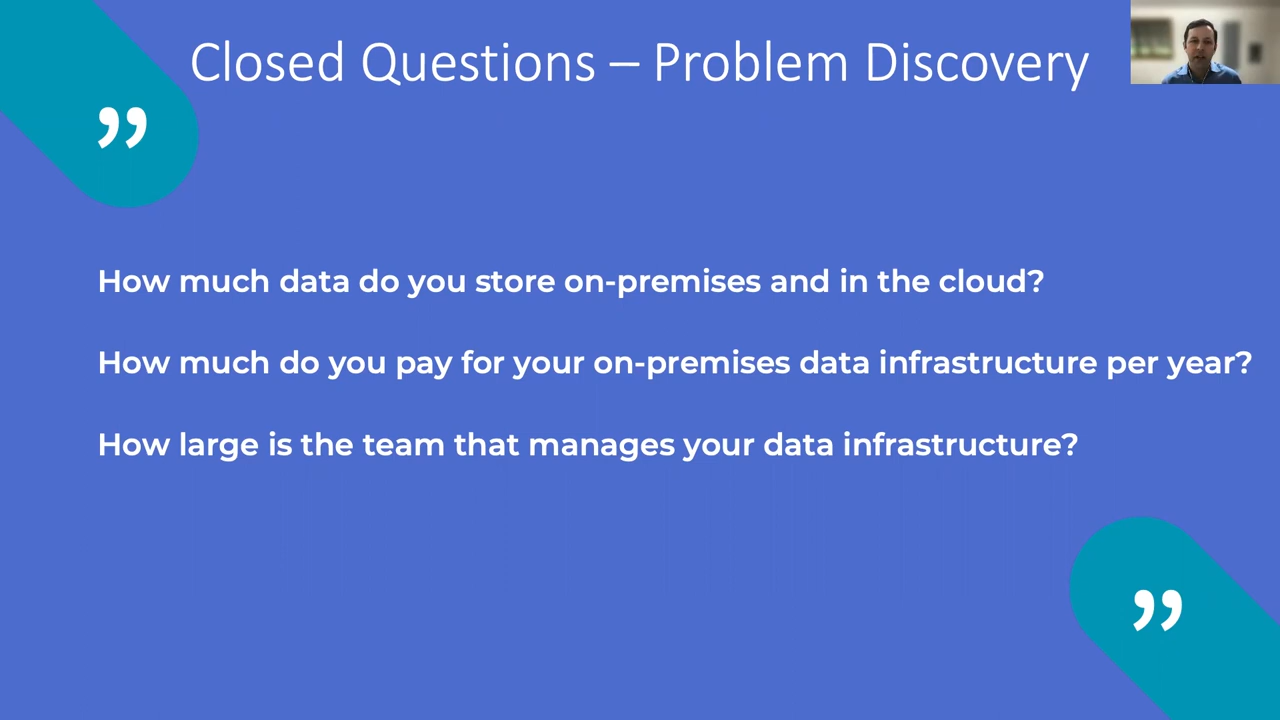 Closed Questions – Problem Discovery
”
How much data do you store on-premises and in the cloud?
How much do you pay for your on-premises data infrastructure per year?
How large is the team that manages your data infrastructure?
”